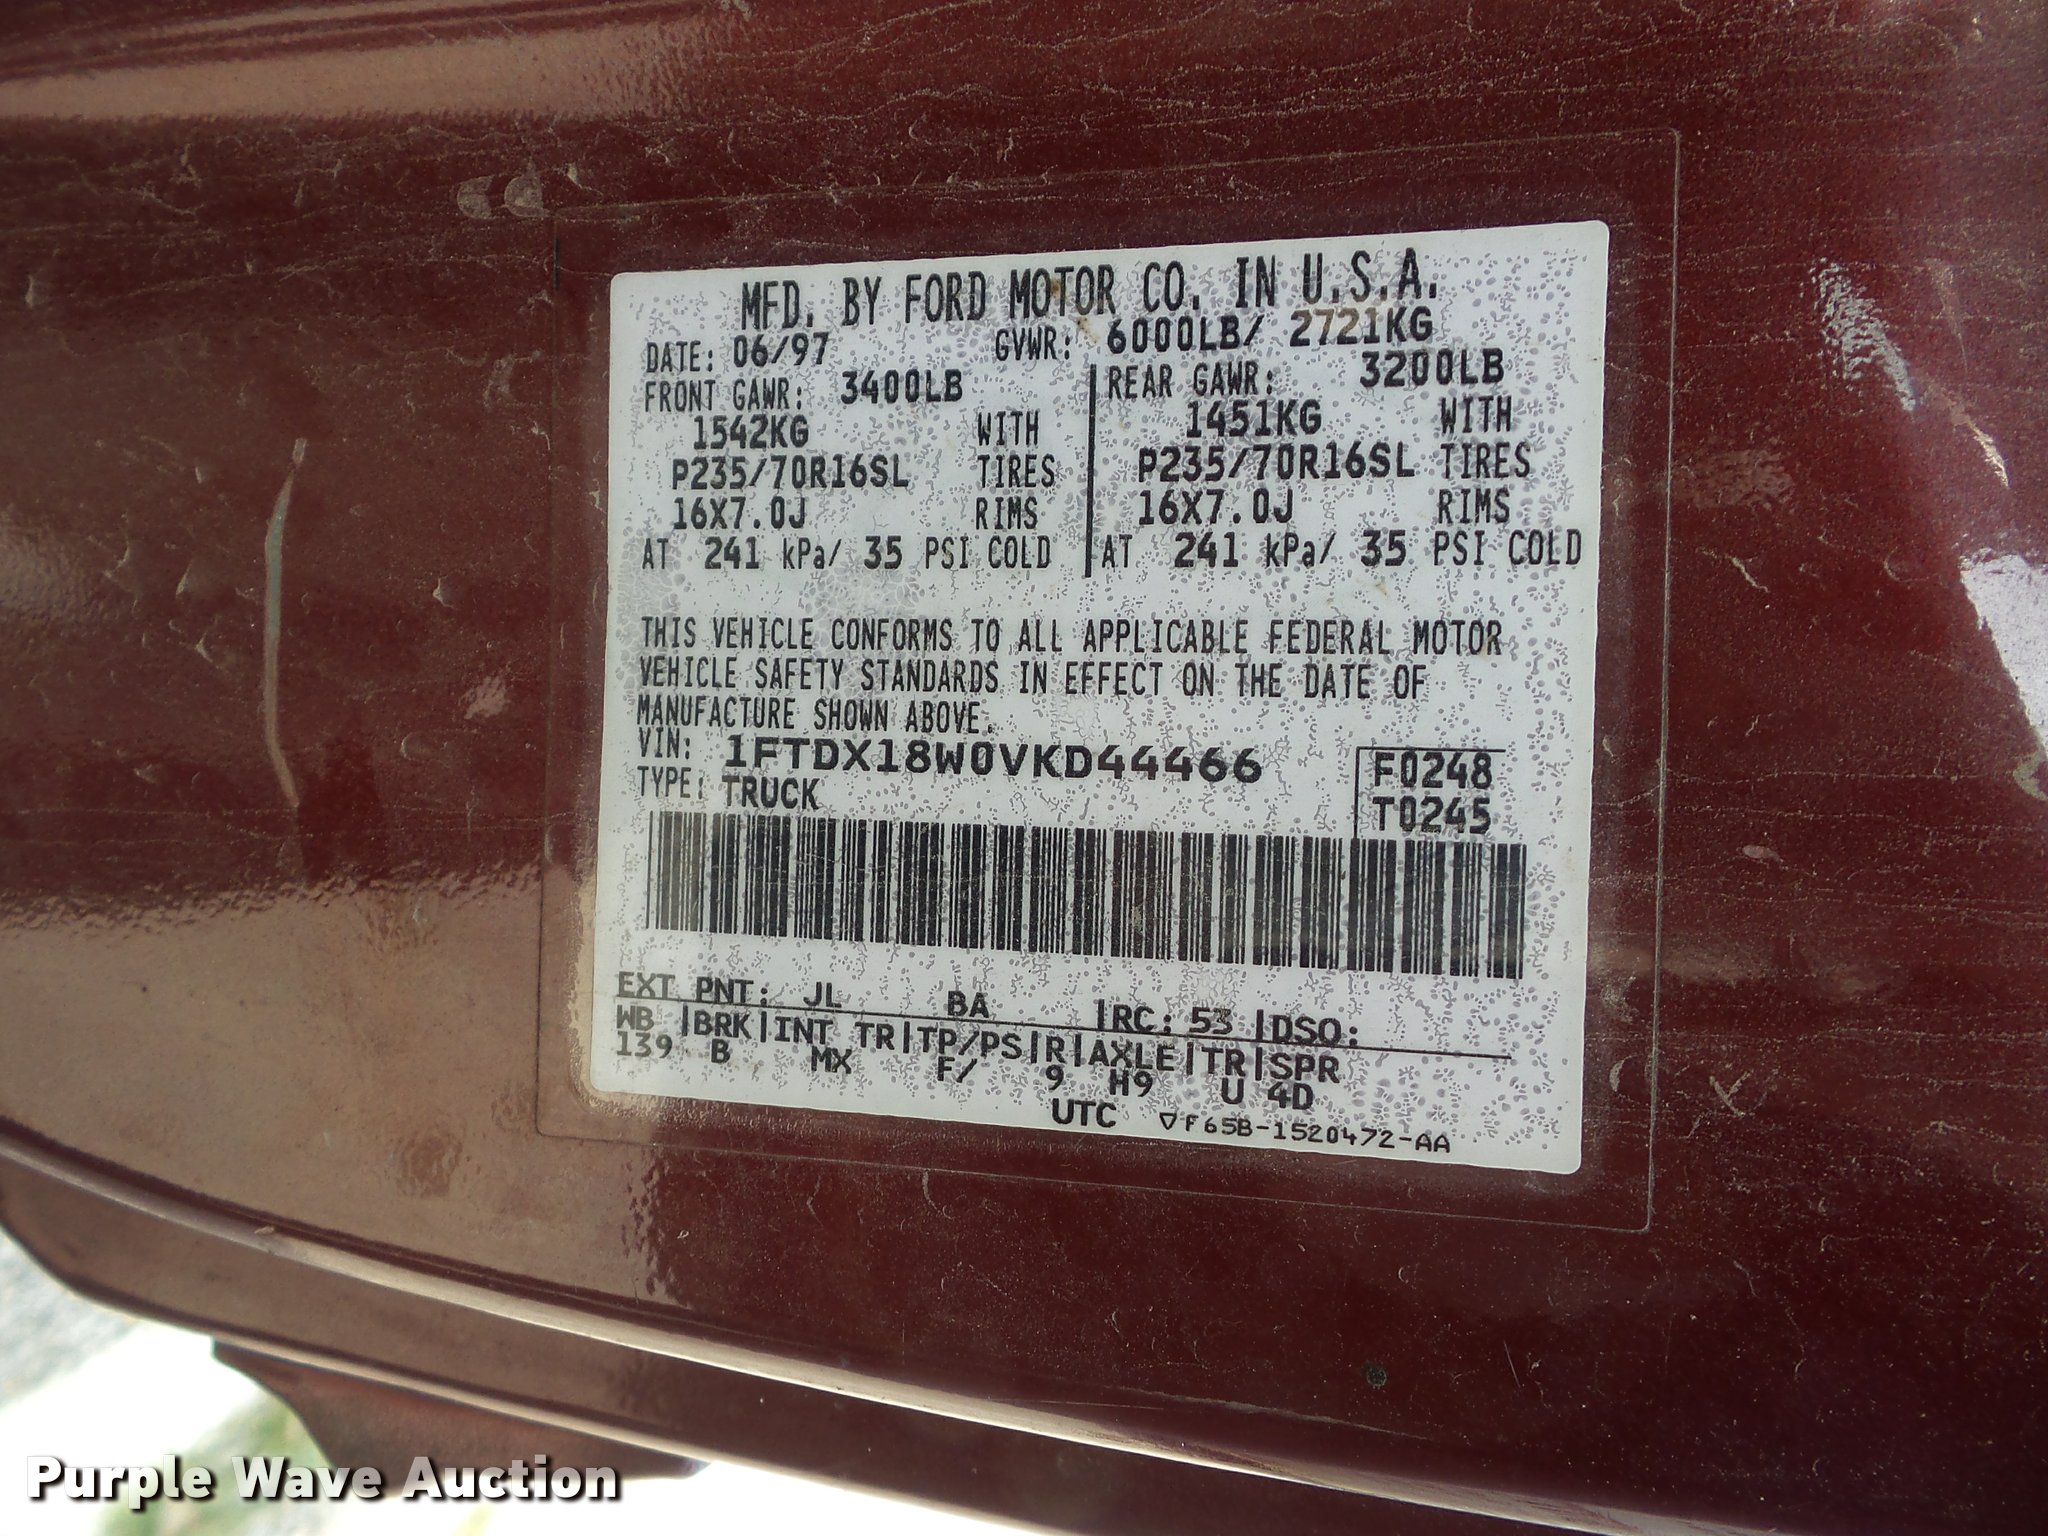 MFD. BY FORD MOTOR CO. IN U.S.A.
DATE: 06/97 GVWR: 6000LB/ 2721KG
FRONT GAWR: 3400LB REAR GAWR: 3200LB
1542KG WITH 1451KG WITH
P235/70R16SL TIRES P235/70R16SL TIRES
16X7.0J RIMS 16X7.0J RIMS
AT 241 kPa/ 35 PSI COLD AT 241 kPa/ 35 PSI COLD
THIS VEHICLE CONFORMS TO ALL APPLICABLE FEDERAL MOTOR
VEHICLE SAFETY STANDARDS IN EFFECT ON THE DATE OF
MANUFACTURE SHOWN ABOVE.
VIN: 1FTDX18W0VKD44466 F0248
TYPE: TRUCK T0245
EXT PNT: JL BA |RC: 53 |DSO:
WB |BRK|INT TR|TP/PS|R|AXLE|TR|SPR
139 B MX F/ 9 H9 U 4D
UTC ▽F65B-1520472-AA
Purple Wave Auction